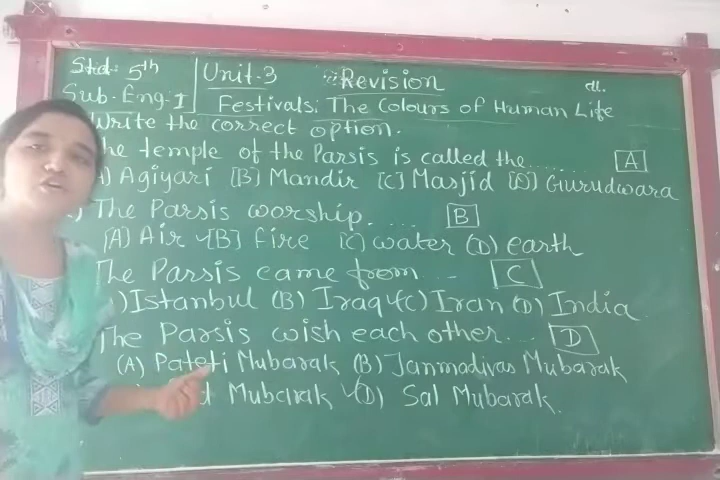 Std: 5th Unit-3 Revision dt.
Sub-Eng-I Festivals: The Colours of Human Life
Write the correct option.
he temple of the Parsis is called the........ [A]
) Agiyari [B] Mandir [C] Masjid [D] Gurudwara
) The Parsis worship. .... [B]
[A] Air ✓[B] fire (C) water (D) earth
The Parsis came from ... [C]
) Istanbul (B) Iraq ✓(C) Iran (D) India
The Parsis wish each other... [D]
(A) Pateti Mubarak (B) Janmadivas Mubarak
d Mubarak ✓(D) Sal Mubarak.